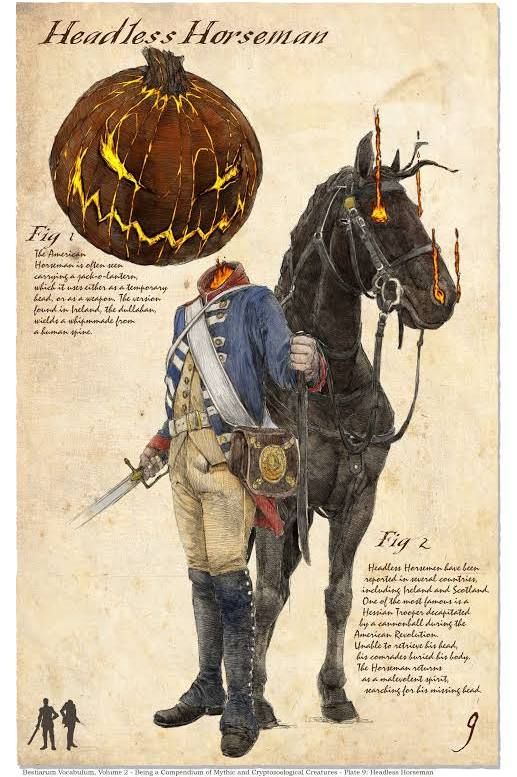 Headless Horseman
Fig 1
The American
Horseman is often seen
carrying a jack-o-lantern,
which it uses either as a temporary
head, or as a weapon. The version
found in Ireland, the dullahan,
wields a whip made from
a human spine.
Fig 2
Headless Horsemen have been
reported in several countries,
including Ireland and Scotland.
One of the most famous is a
Hessian Trooper decapitated
by a cannonball during the
American Revolution.
Unable to retrieve his head,
his comrades buried his body.
The Horseman returns
as a malevolent spirit,
searching for his missing head.
9
Bestiarum Vocabulum, Volume 2 - Being a Compendium of Mythic and Cryptozoological Creatures - Plate 9: Headless Horseman